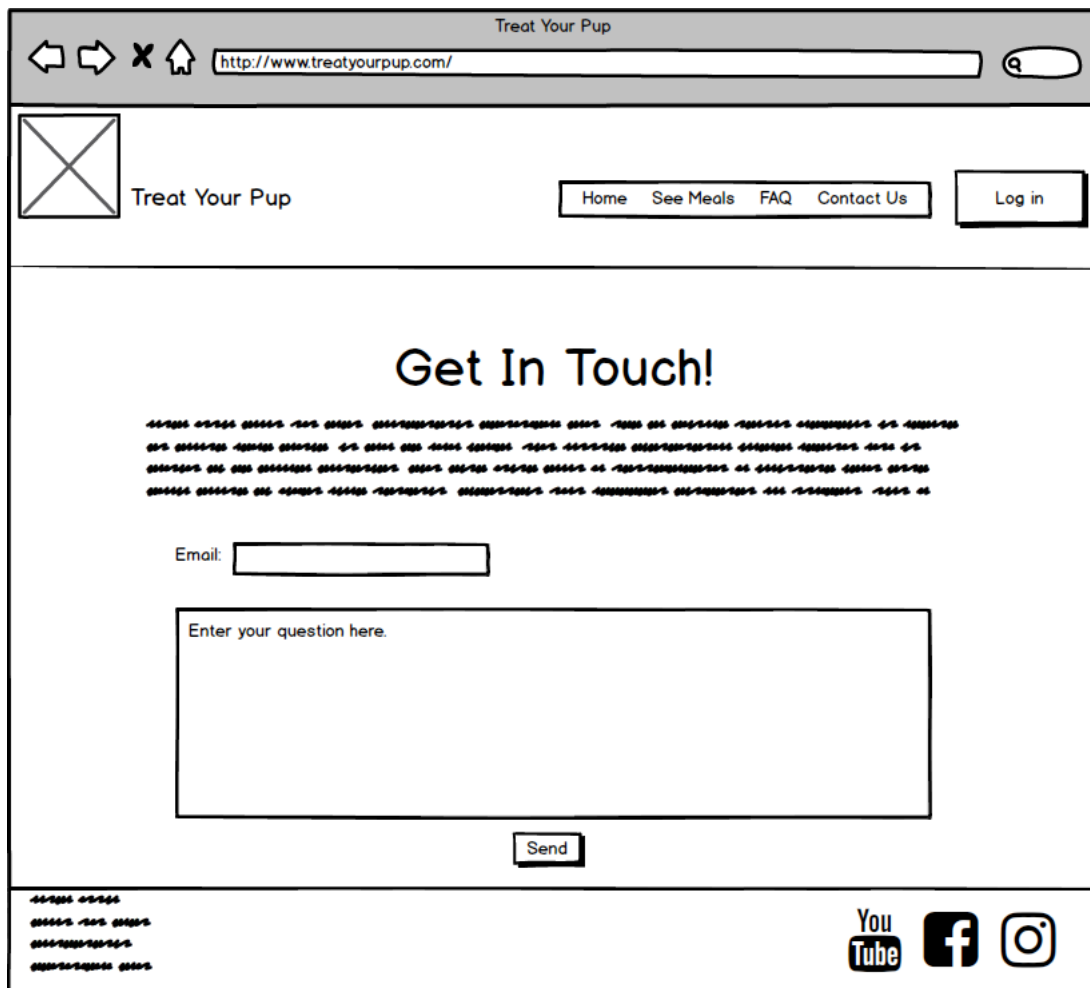 Treat Your Pup
http://www.treatyourpup.com/
Treat Your Pup
Home See Meals FAQ Contact Us
Log in
Get In Touch!
Email:
Enter your question here.
Send
You
Tube